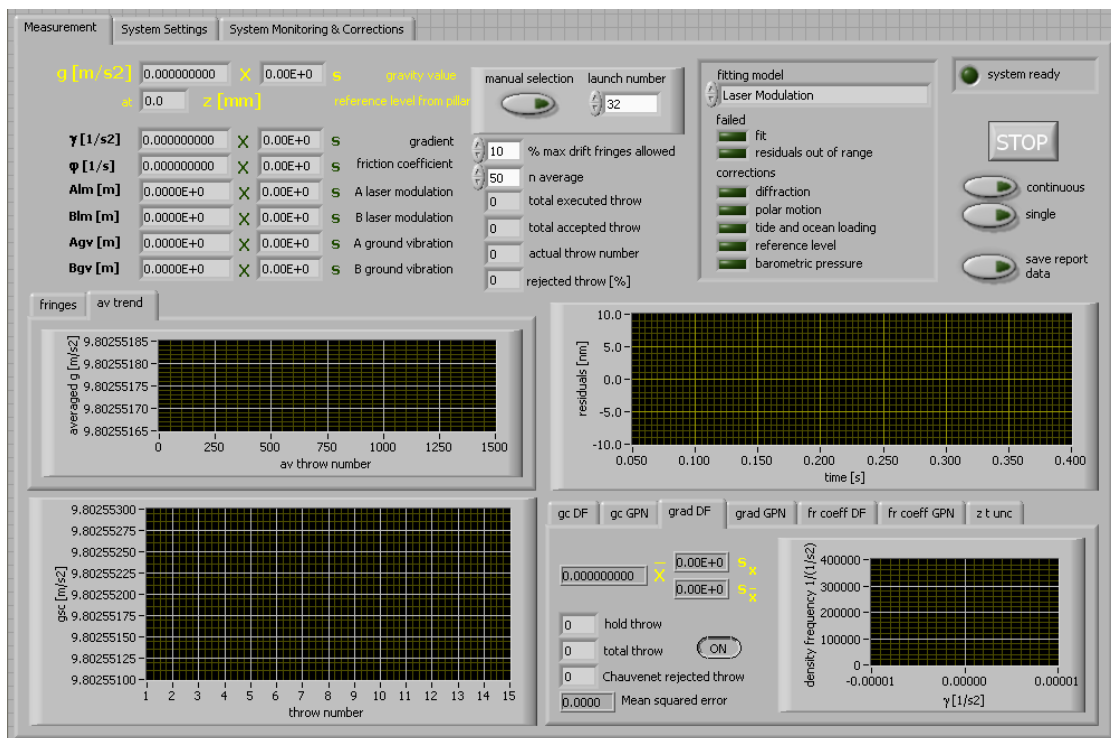 Measurement System Settings System Monitoring & Corrections
g [m/s2] 0.000000000 X 0.00E+0 s gravity value
at 0.0 z [mm] reference level from pillar
γ [1/s2] 0.000000000 X 0.00E+0 s gradient
φ [1/s] 0.000000000 X 0.00E+0 s friction coefficient
Alm [m] 0.0000E+0 X 0.00E+0 s A laser modulation
Blm [m] 0.0000E+0 X 0.00E+0 s B laser modulation
Agv [m] 0.0000E+0 X 0.00E+0 s A ground vibration
Bgv [m] 0.0000E+0 X 0.00E+0 s B ground vibration
manual selection launch number
32
10 % max drift fringes allowed
50 n average
0 total executed throw
0 total accepted throw
0 actual throw number
0 rejected throw [%]
fitting model
Laser Modulation
failed
fit
residuals out of range
corrections
diffraction
polar motion
tide and ocean loading
reference level
barometric pressure
system ready
STOP
continuous
single
save report
data
fringes av trend
averaged g [m/s2]
9.80255185
9.80255180
9.80255175
9.80255170
9.80255165
0 250 500 750 1000 1250 1500
av throw number
residuals [nm]
10.0
5.0
0.0
-5.0
-10.0
0.050 0.100 0.150 0.200 0.250 0.300 0.350 0.400
time [s]
gsc [m/s2]
9.80255300
9.80255275
9.80255250
9.80255225
9.80255200
9.80255175
9.80255150
9.80255125
9.80255100
1 2 3 4 5 6 7 8 9 10 11 12 13 14 15
throw number
gc DF gc GPN grad DF grad GPN fr coeff DF fr coeff GPN z t unc
0.000000000 X̅ 0.00E+0 s x
0.00E+0 s x̅
0 hold throw
0 total throw ON
0 Chauvenet rejected throw
0.0000 Mean squared error
density frequency 1/(1/s2)
400000
300000
200000
100000
0
-0.00001 0.00000 0.00001
γ [1/s2]